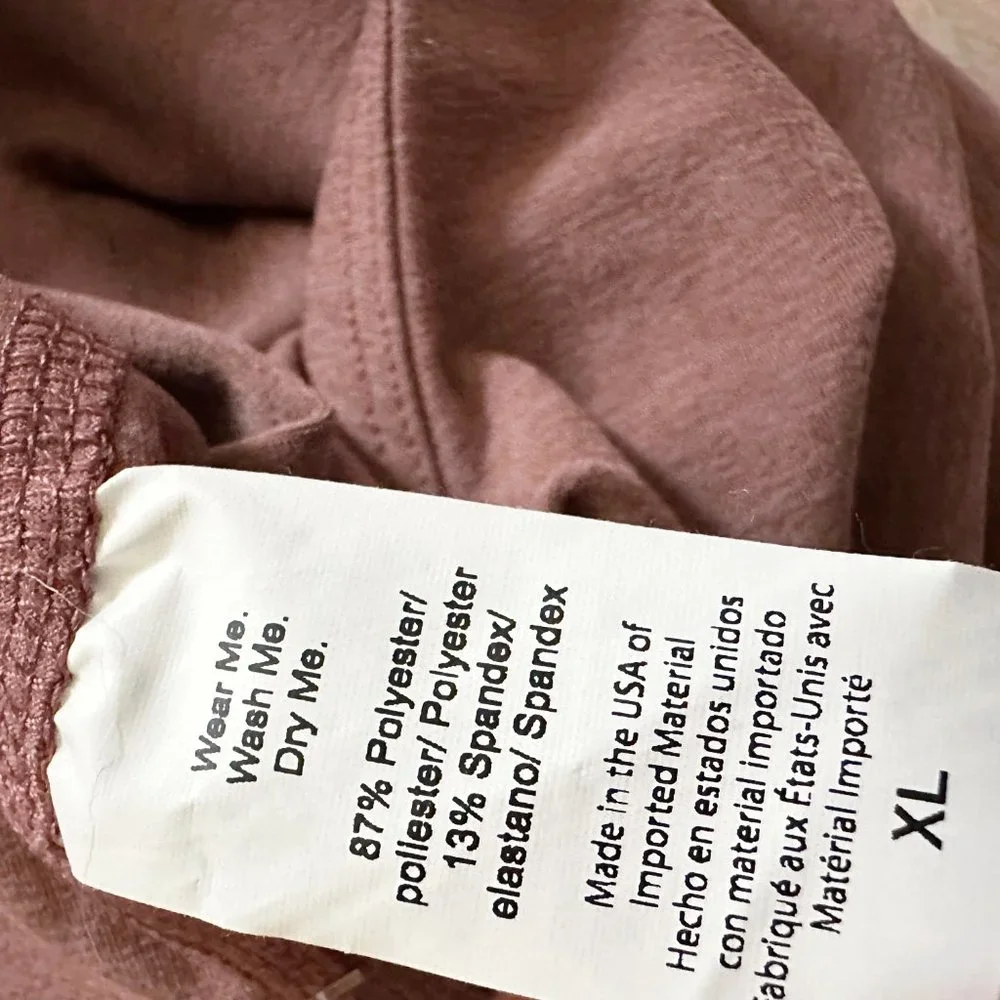 Wear Me.
Wash Me.
Dry Me.
87% Polyester/
poliester/ Polyester
13% Spandex/
elastano/ Spandex
Made in the USA of
Imported Material
Hecho en estados unidos
con material importado
Fabriqué aux États-Unis avec
Matérial Importé
XL